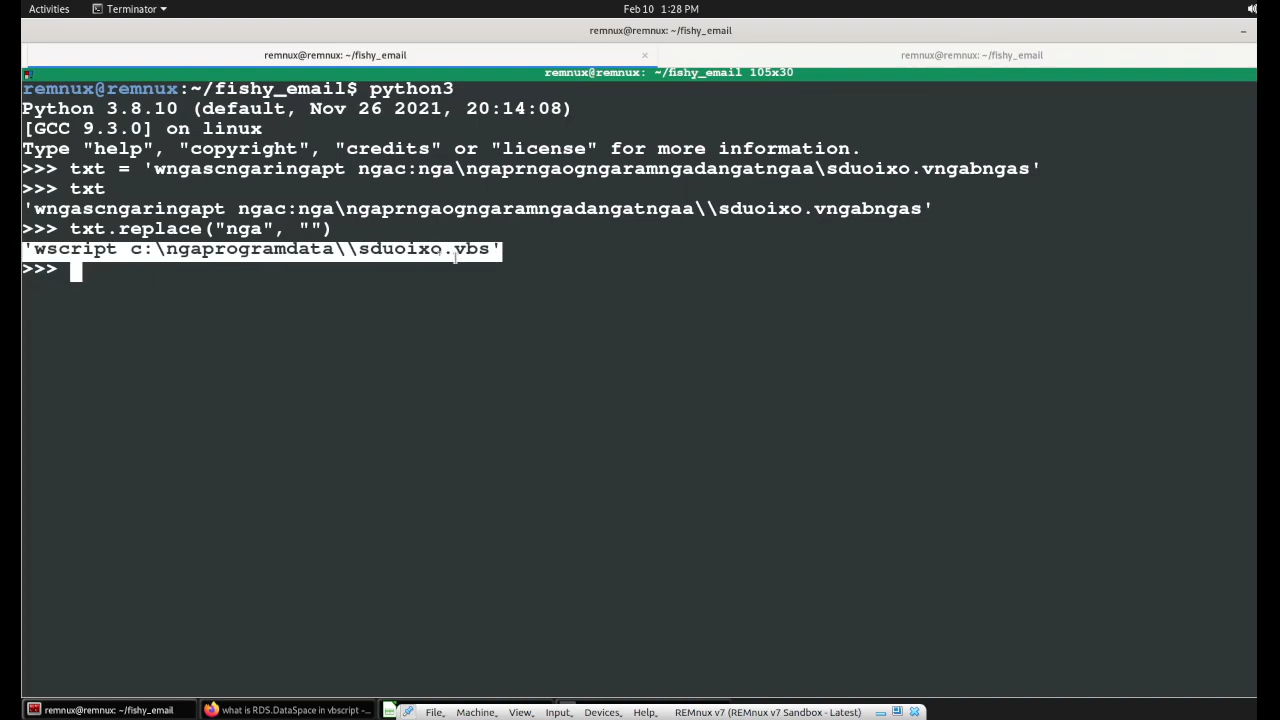 Activities
Terminator
Feb 10 1:28 PM
remnux@remnux: ~/fishy_email
remnux@remnux: ~/fishy_email
remnux@remnux: ~/fishy_email
remnux@remnux: ~/fishy_email 105x30
remnux@remnux:~/fishy_email$ python3
Python 3.8.10 (default, Nov 26 2021, 20:14:08)
[GCC 9.3.0] on linux
Type "help", "copyright", "credits" or "license" for more information.
>>> txt = 'wngascngaringapt ngac:nga\ngaprngaogngaramngadangatngaa\sduoixo.vngabngas'
>>> txt
'wngascngaringapt ngac:nga\ngaprngaogngaramngadangatngaa\\sduoixo.vngabngas'
>>> txt.replace("nga", "")
'wscript c:\ngaprogramdata\\sduoixo.vbs'
>>>
remnux@remnux: ~/fishy_email
what is RDS.DataSpace in vbscript -...
File Machine View Input Devices Help
REMnux v7 (REMnux v7 Sandbox - Latest)